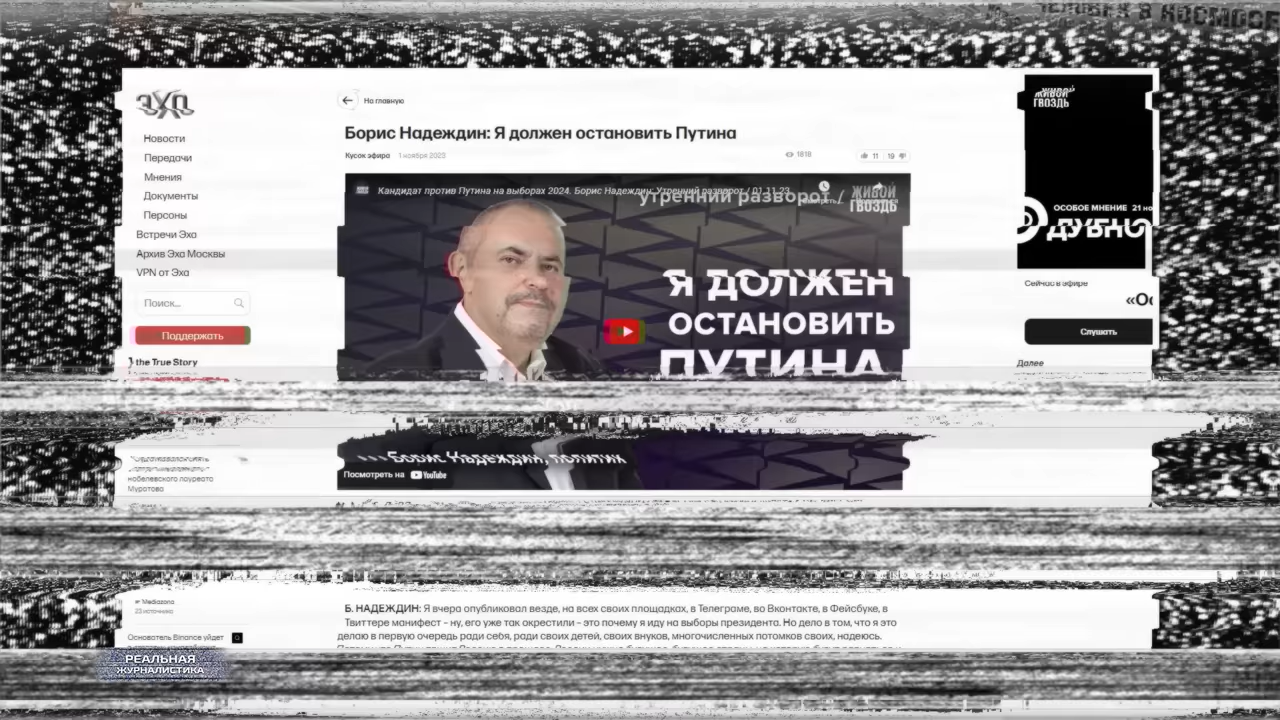 ЧЕЛОВЕК В КОСМОСЕ
ЭХО
Новости
Передачи
Мнения
Документы
Персоны
Встречи Эха
Архив Эха Москвы
VPN от Эха
Поиск...
Поддержать
the True Story
нобелевского лауреата
Муратова
Mediazona
23 источника
Основатель Binance уйдет
РЕАЛЬНАЯ
ЖУРНАЛИСТИКА
На главную
Борис Надеждин: Я должен остановить Путина
Кусок эфира 1 ноября 2023
1818
11 19
Кандидат против Путина на выборах 2024. Борис Надеждин: Утренний разворот / 01.11.23
утренний разворот /
ЖИВОЙ
ГВОЗДЬ
Я ДОЛЖЕН
ОСТАНОВИТЬ
ПУТИНА
Борис Надеждин, политик
Посмотреть на YouTube
Б. НАДЕЖДИН: Я вчера опубликовал везде, на всех своих площадках, в Телеграме, во Вконтакте, в Фейсбуке, в
Твиттере манифест – ну, его уже так окрестили – это почему я иду на выборы президента. Но дело в том, что я это
делаю в первую очередь ради себя, ради своих детей, своих внуков, многочисленных потомков своих, надеюсь.
ЖИВОЙ
ГВОЗДЬ
ОСОБОЕ МНЕНИЕ 21 но
Сейчас в эфире
«Ос
Слушать
Далее